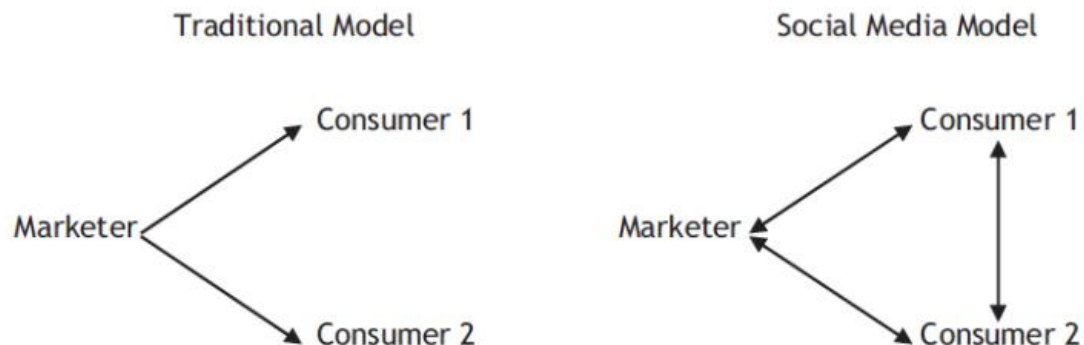 Traditional Model
Social Media Model
Consumer 1
Consumer 1
Marketer
Marketer
Consumer 2
Consumer 2